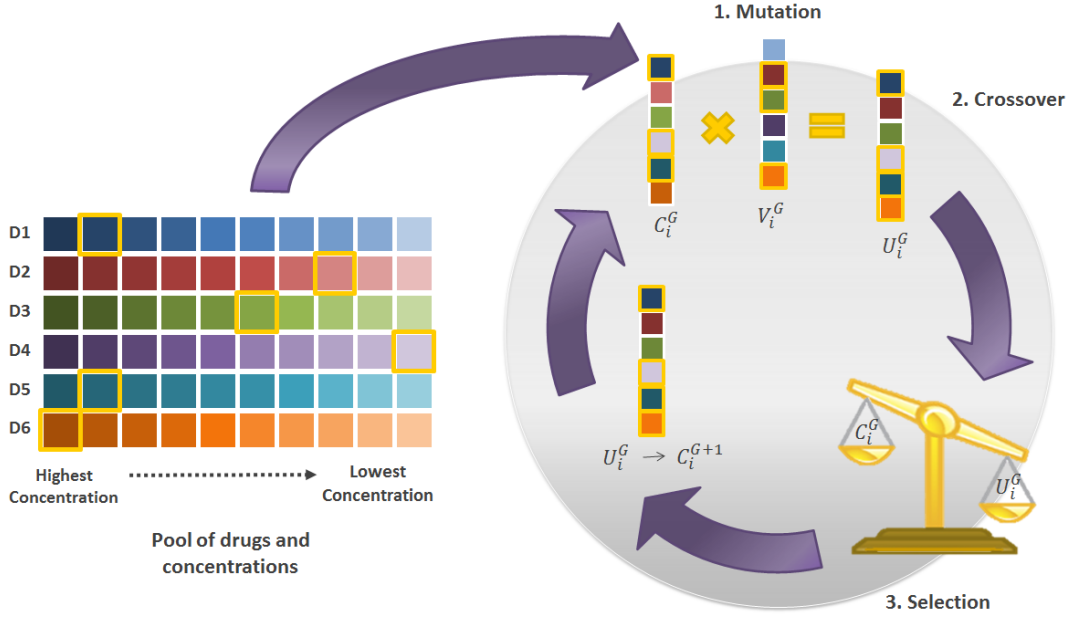 1. Mutation
2. Crossover
C_i^G
V_i^G
U_i^G
D1
D2
D3
D4
D5
D6
Highest
Concentration
Lowest
Concentration
Pool of drugs and
concentrations
U_i^G → C_i^{G+1}
C_i^G
U_i^G
3. Selection